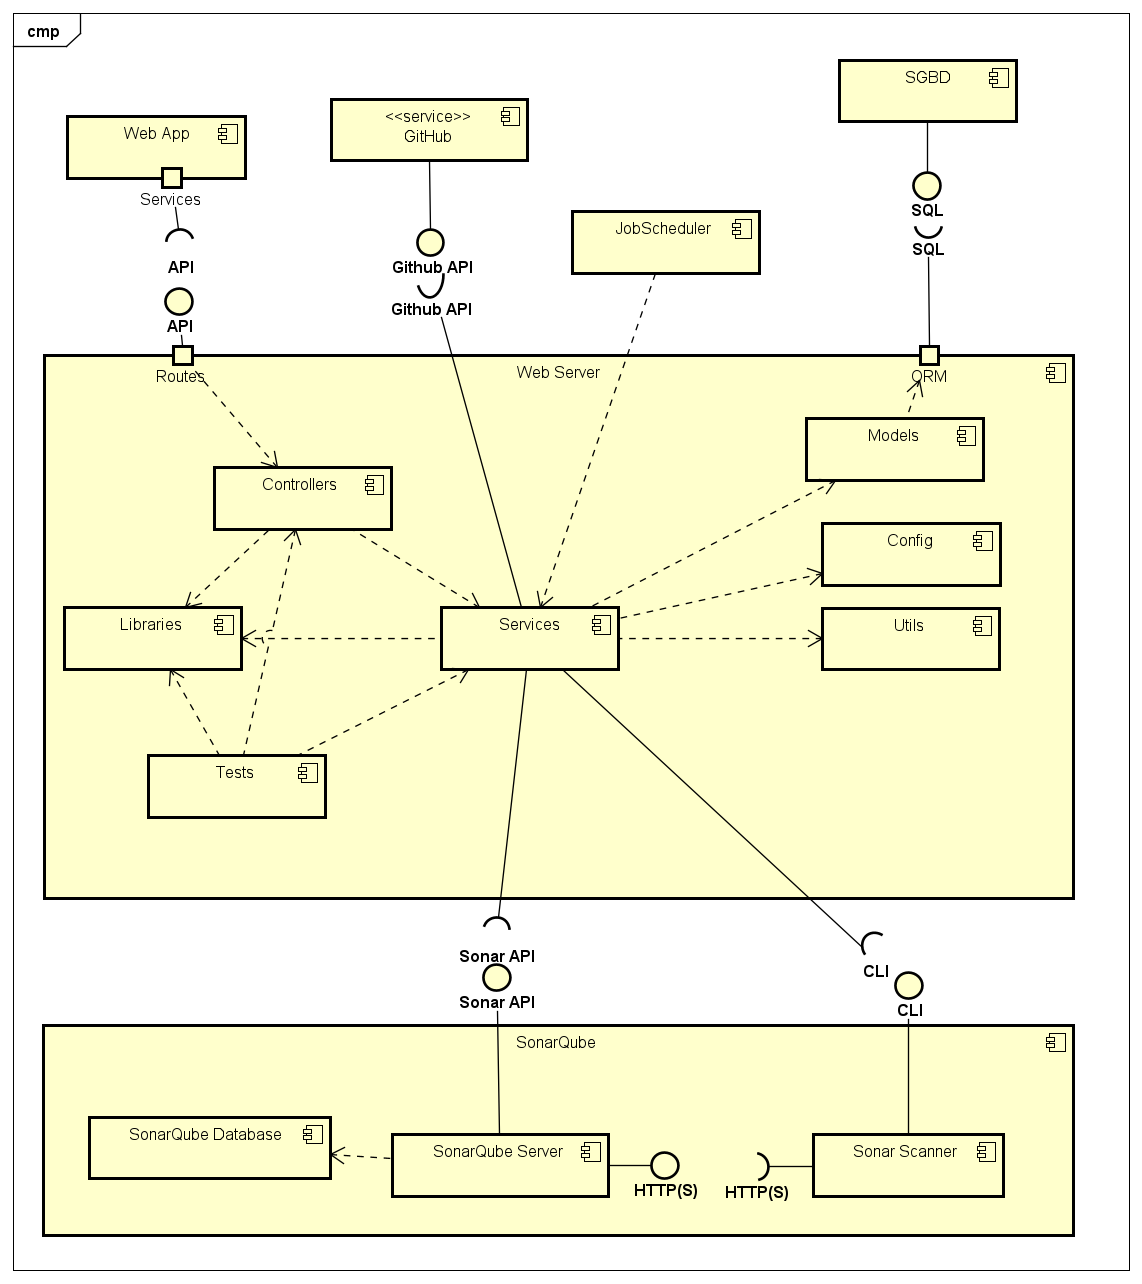 cmp
SGBD
<<service>>
GitHub
Web App
Services
SQL
SQL
JobScheduler
API
Github API
Github API
API
Routes
Web Server
ORM
Models
Controllers
Config
Libraries
Services
Utils
Tests
Sonar API
CLI
Sonar API
CLI
SonarQube
SonarQube Database
SonarQube Server
Sonar Scanner
HTTP(S)
HTTP(S)